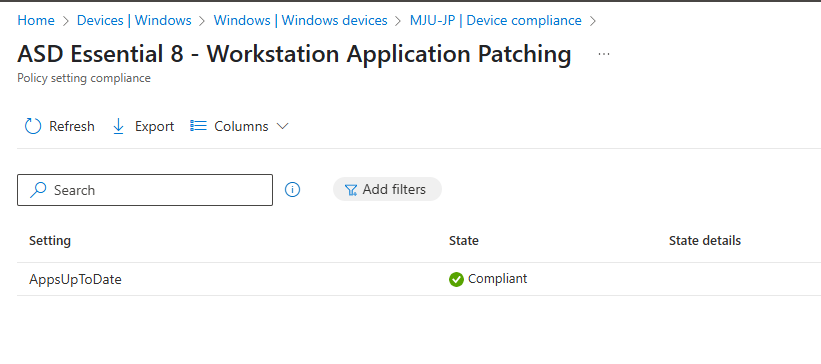 Home > Devices | Windows > Windows | Windows devices > MJU-JP | Device compliance >
ASD Essential 8 - Workstation Application Patching ...
Policy setting compliance
Refresh Export Columns
Search Add filters
Setting State State details
AppsUpToDate Compliant